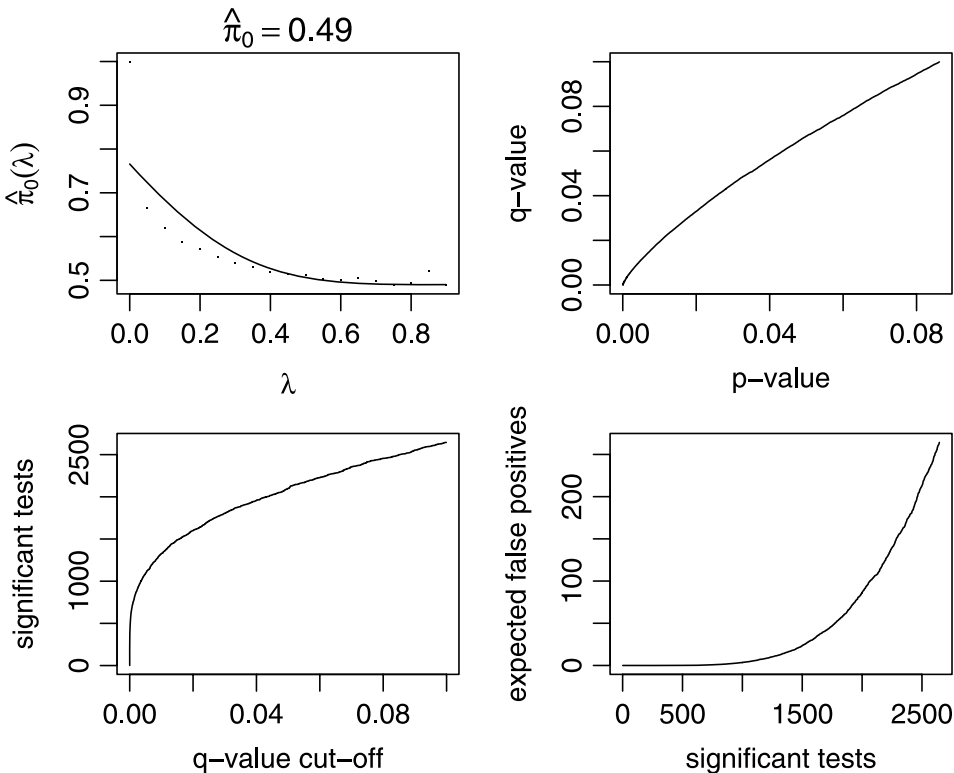 π̂₀ = 0.49
π̂₀(λ)
0.9
0.7
0.5
0.0 0.2 0.4 0.6 0.8
λ
q−value
0.08
0.04
0.00
0.00 0.04 0.08
p−value
significant tests
2500
1000
0
0.00 0.04 0.08
q−value cut−off
expected false positives
200
100
0
0 500 1500 2500
significant tests